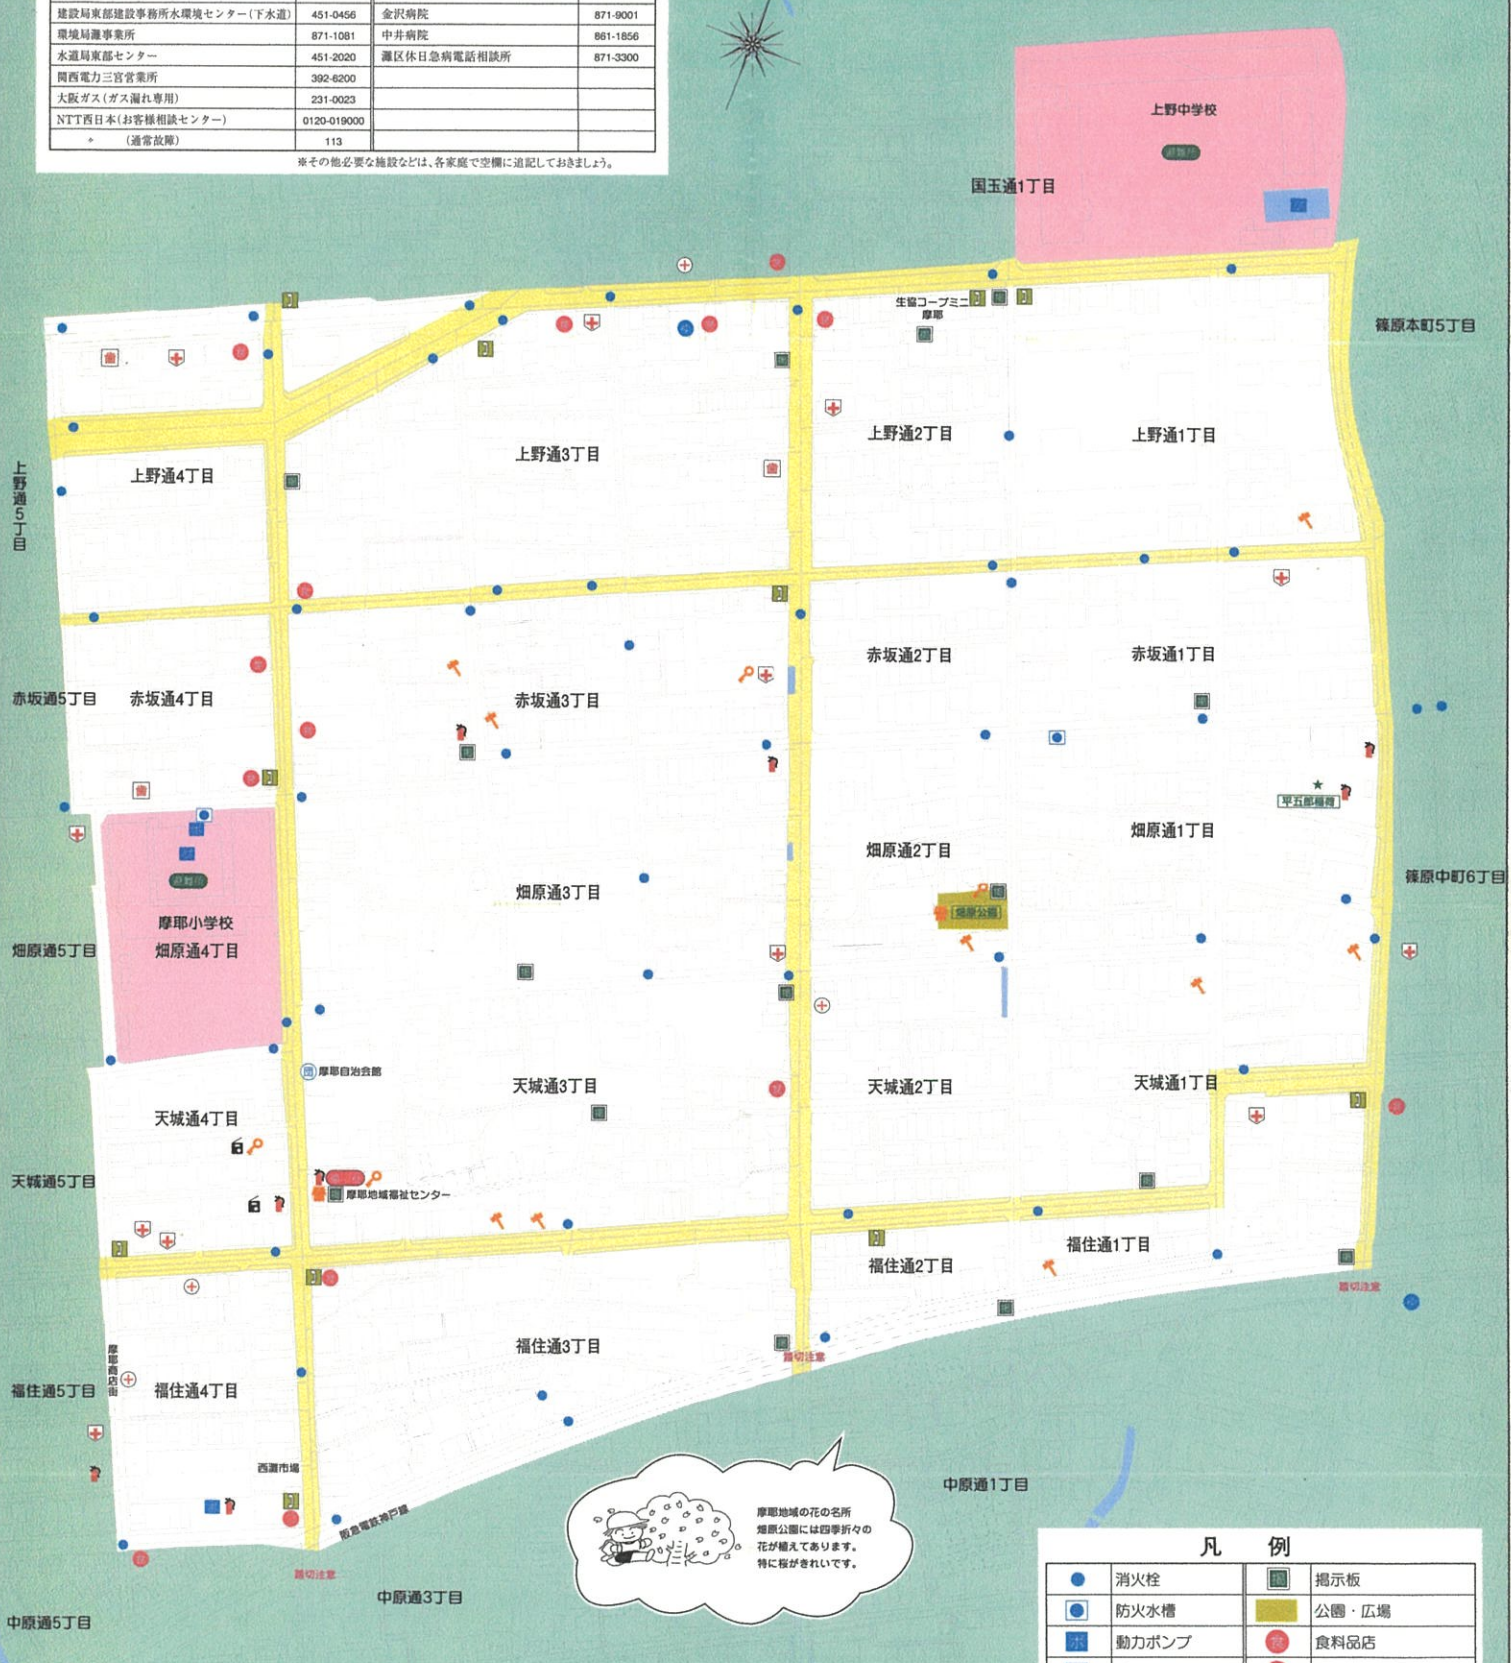 建設局東部建設事務所水環境センター(下水道) 451-0456 金沢病院 871-9001
環境局灘事業所 871-1081 中井病院 861-1856
水道局東部センター 451-2020 灘区休日急病電話相談所 871-3300
関西電力三宮営業所 392-6200
大阪ガス(ガス漏れ専用) 231-0023
NTT西日本(お客様相談センター) 0120-019000
〃 (通常故障) 113
※その他必要な施設などは、各家庭で空欄に追記しておきましょう。
上野中学校
避難所
国玉通1丁目
生協コープミニ
摩耶
篠原本町5丁目
上野通5丁目
上野通4丁目
上野通3丁目
上野通2丁目
上野通1丁目
赤坂通5丁目
赤坂通4丁目
赤坂通3丁目
赤坂通2丁目
赤坂通1丁目
平五郎稲荷
畑原通2丁目
畑原通1丁目
篠原中町6丁目
避難所
摩耶小学校
畑原通5丁目
畑原通4丁目
畑原通3丁目
畑原公園
摩耶自治会館
天城通4丁目
天城通3丁目
天城通2丁目
天城通1丁目
天城通5丁目
摩耶地域福祉センター
福住通2丁目
福住通1丁目
踏切注意
福住通3丁目
踏切注意
摩耶商店街
福住通5丁目
福住通4丁目
西灘市場
阪急電鉄神戸線
踏切注意
中原通1丁目
中原通3丁目
中原通5丁目
摩耶地域の花の名所
畑原公園には四季折々の
花が植えてあります。
特に桜がきれいです。
凡 例
消火栓 掲示板
防火水槽 公園・広場
動力ポンプ 食 食料品店